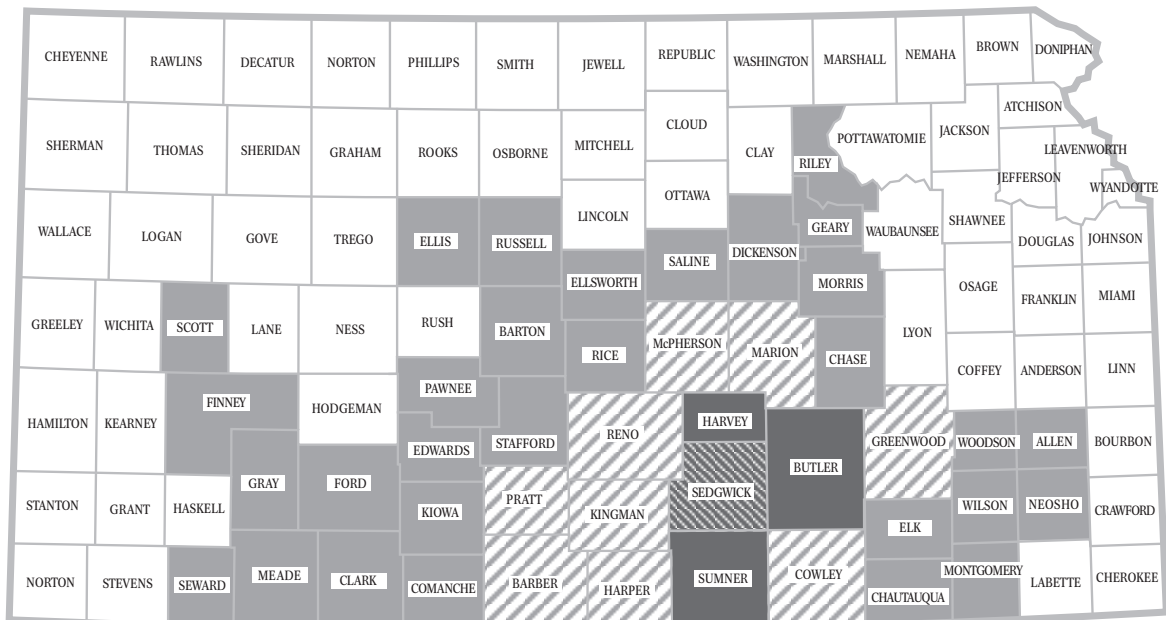 CHEYENNE
RAWLINS
DECATUR
NORTON
PHILLIPS
SMITH
JEWELL
REPUBLIC
WASHINGTON
MARSHALL
NEMAHA
BROWN
DONIPHAN
SHERMAN
THOMAS
SHERIDAN
GRAHAM
ROOKS
OSBORNE
MITCHELL
CLOUD
CLAY
RILEY
POTTAWATOMIE
JACKSON
ATCHISON
JEFFERSON
LEAVENWORTH
WYANDOTTE
WALLACE
LOGAN
GOVE
TREGO
ELLIS
RUSSELL
LINCOLN
OTTAWA
SALINE
DICKENSON
GEARY
WAUBAUNSEE
SHAWNEE
DOUGLAS
JOHNSON
GREELEY
WICHITA
SCOTT
LANE
NESS
RUSH
BARTON
ELLSWORTH
RICE
McPHERSON
MARION
MORRIS
CHASE
LYON
OSAGE
FRANKLIN
MIAMI
HAMILTON
KEARNEY
FINNEY
HODGEMAN
PAWNEE
EDWARDS
STAFFORD
RENO
HARVEY
BUTLER
GREENWOOD
COFFEY
ANDERSON
LINN
WOODSON
ALLEN
BOURBON
STANTON
GRANT
HASKELL
GRAY
FORD
KIOWA
PRATT
KINGMAN
SEDGWICK
ELK
WILSON
NEOSHO
CRAWFORD
NORTON
STEVENS
SEWARD
MEADE
CLARK
COMANCHE
BARBER
HARPER
SUMNER
COWLEY
CHAUTAUQUA
MONTGOMERY
LABETTE
CHEROKEE